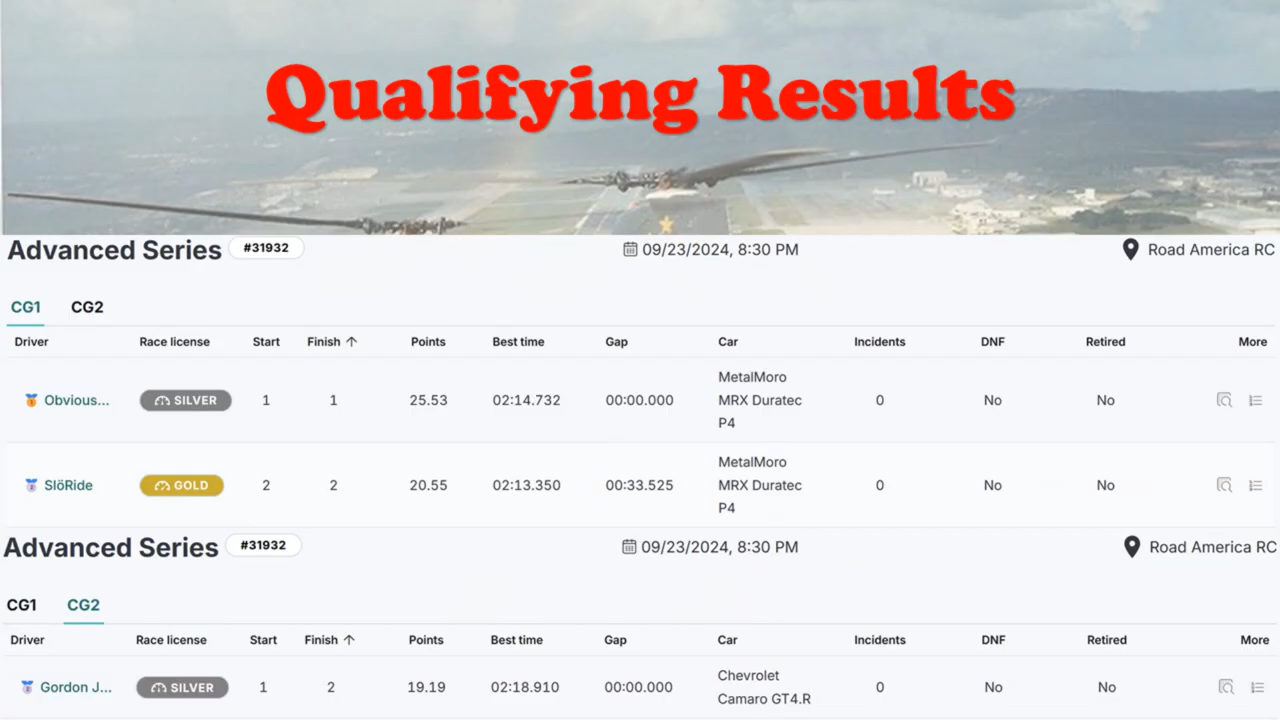 Qualifying Results
Advanced Series #31932 09/23/2024, 8:30 PM Road America RC
CG1 CG2
Driver Race license Start Finish ↑ Points Best time Gap Car Incidents DNF Retired More
Obvious... SILVER 1 1 25.53 02:14.732 00:00.000 MetalMoro MRX Duratec P4 0 No No
SlöRide GOLD 2 2 20.55 02:13.350 00:33.525 MetalMoro MRX Duratec P4 0 No No
Advanced Series #31932 09/23/2024, 8:30 PM Road America RC
CG1 CG2
Driver Race license Start Finish ↑ Points Best time Gap Car Incidents DNF Retired More
Gordon J... SILVER 1 2 19.19 02:18.910 00:00.000 Chevrolet Camaro GT4.R 0 No No